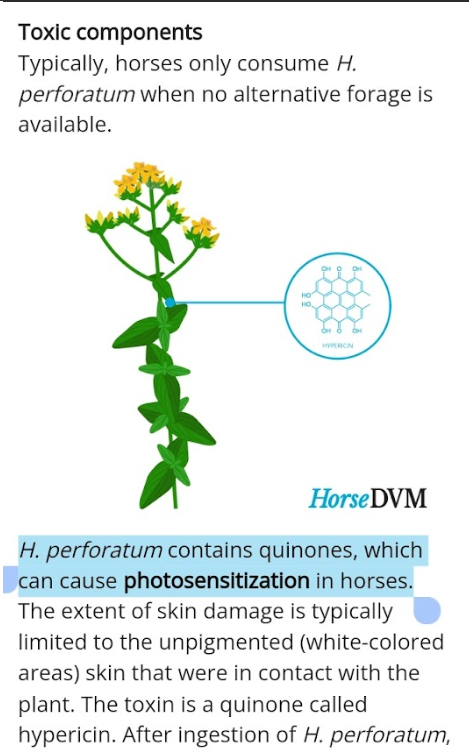 Toxic components
Typically, horses only consume H.
perforatum when no alternative forage is
available.
OH O OH
HO
HO
OH O OH
HYPERICIN
HorseDVM
H. perforatum contains quinones, which
can cause photosensitization in horses.
The extent of skin damage is typically
limited to the unpigmented (white-colored
areas) skin that were in contact with the
plant. The toxin is a quinone called
hypericin. After ingestion of H. perforatum,